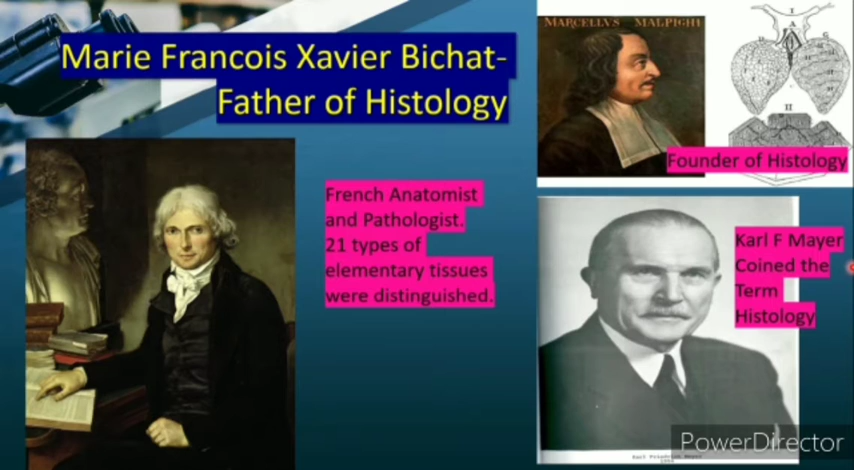 Marie Francois Xavier Bichat-
Father of Histology
French Anatomist
and Pathologist.
21 types of
elementary tissues
were distinguished.
MARCELLVS MALPIGHI
I
A
II
Founder of Histology
Karl F Mayer
Coined the
Term
Histology
PowerDirector